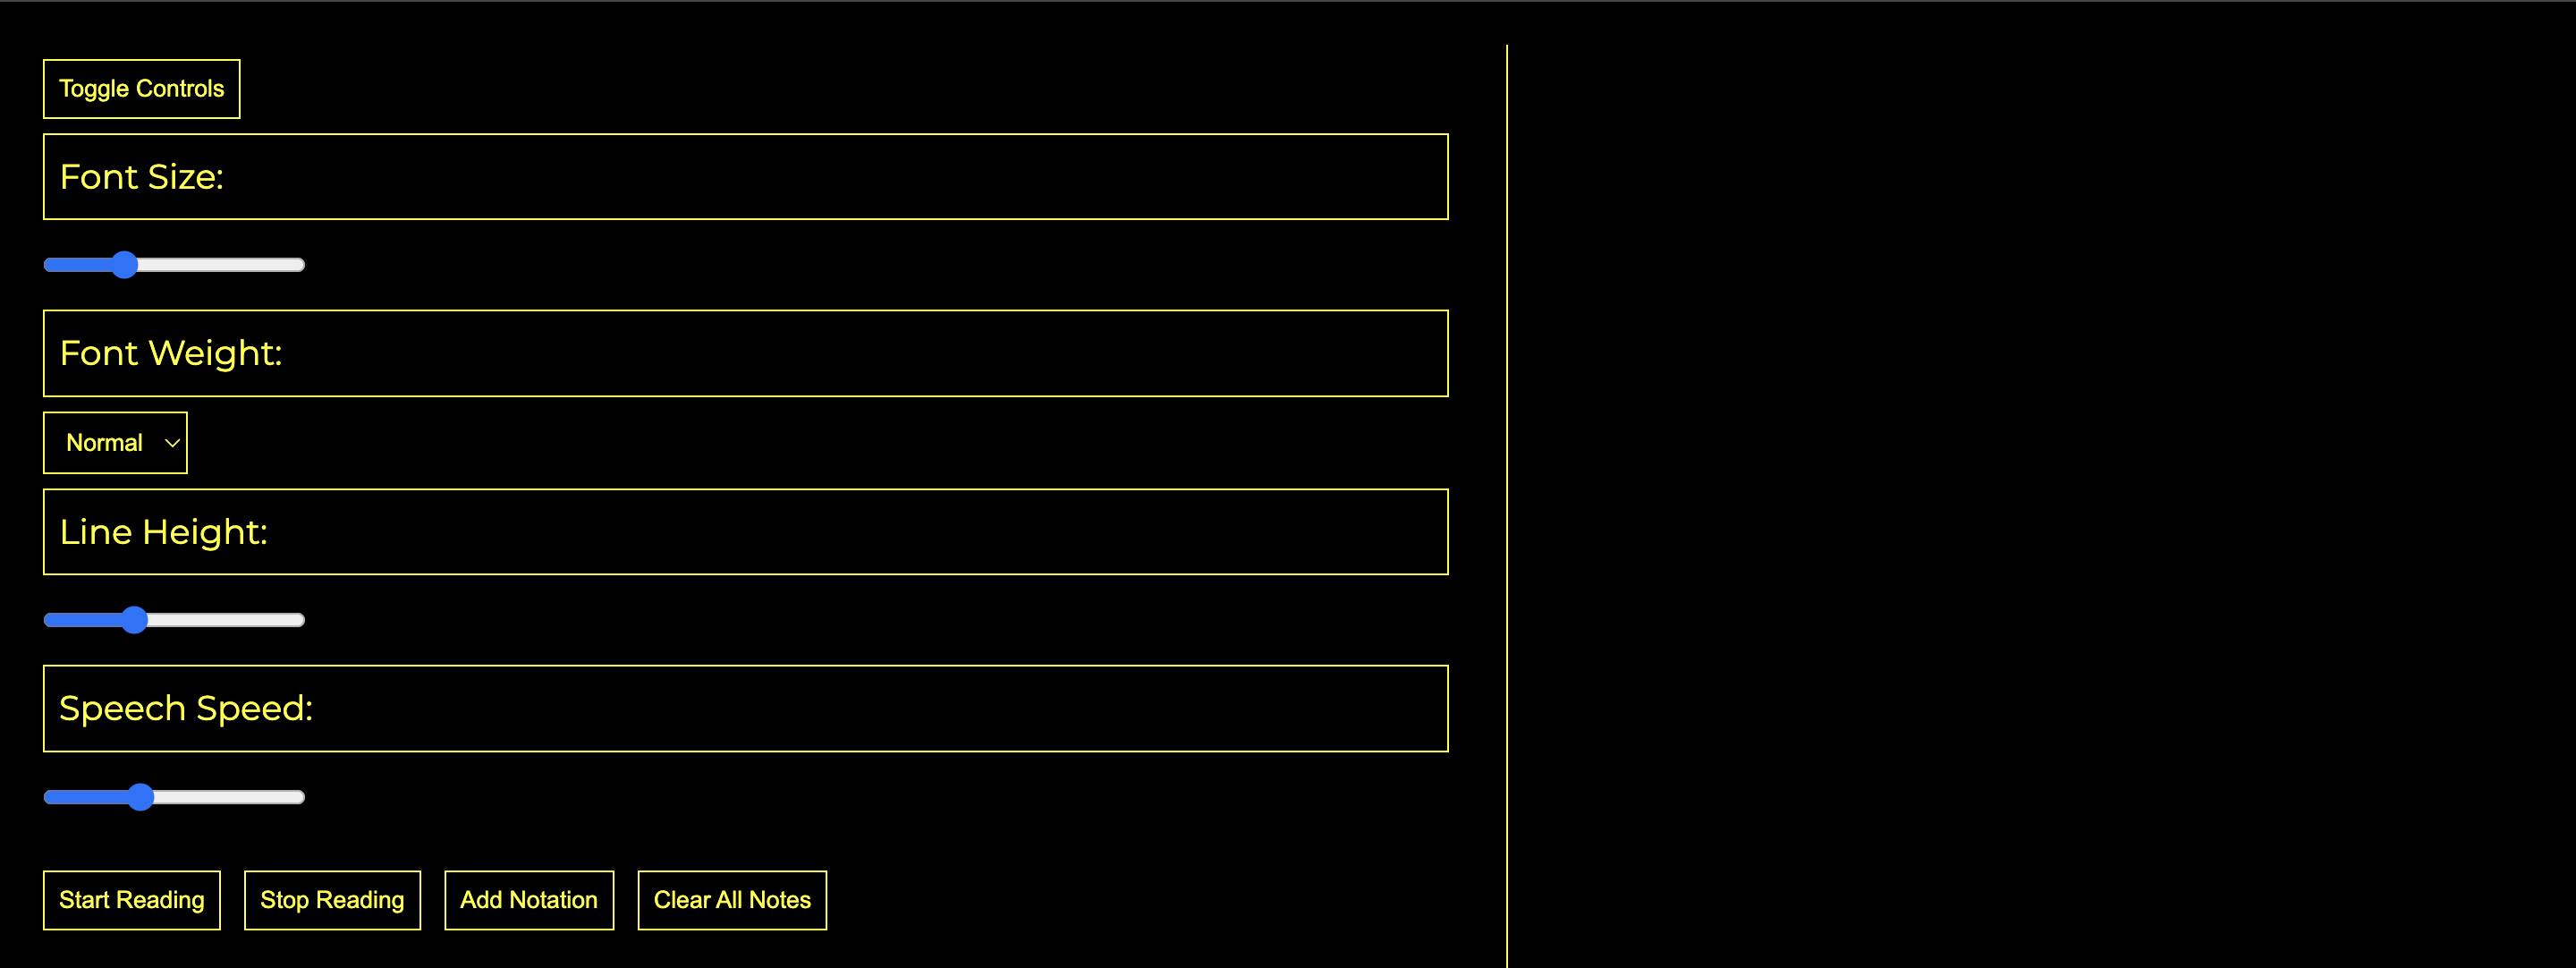 Toggle Controls
Font Size:
Font Weight:
Normal
Line Height:
Speech Speed:
Start Reading Stop Reading Add Notation Clear All Notes